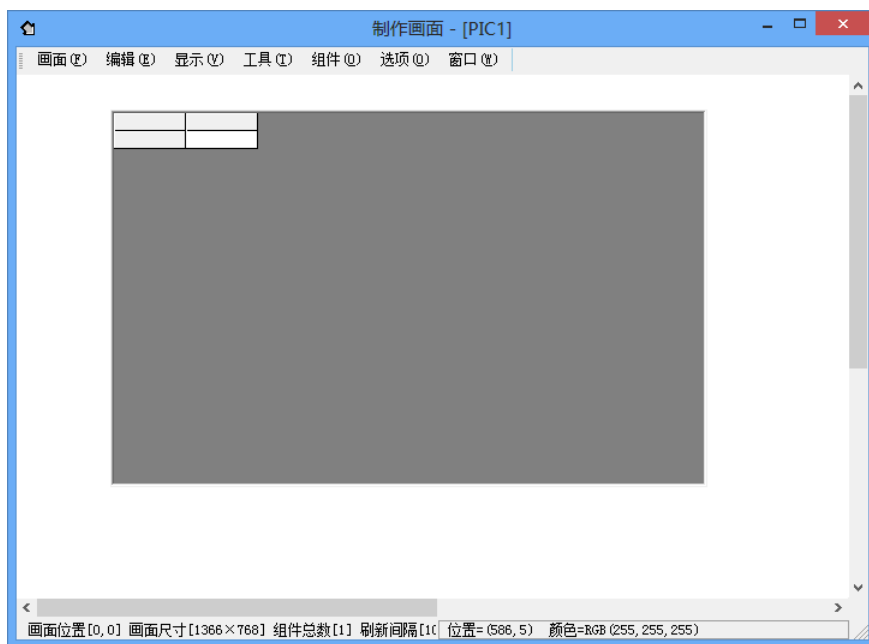 制作画面 - [PIC1]
画面(F) 编辑(E) 显示(V) 工具(T) 组件(O) 选项(O) 窗口(W)
画面位置[0,0] 画面尺寸[1366×768] 组件总数[1] 刷新间隔[10 位置=(586,5) 颜色=RGB(255,255,255)